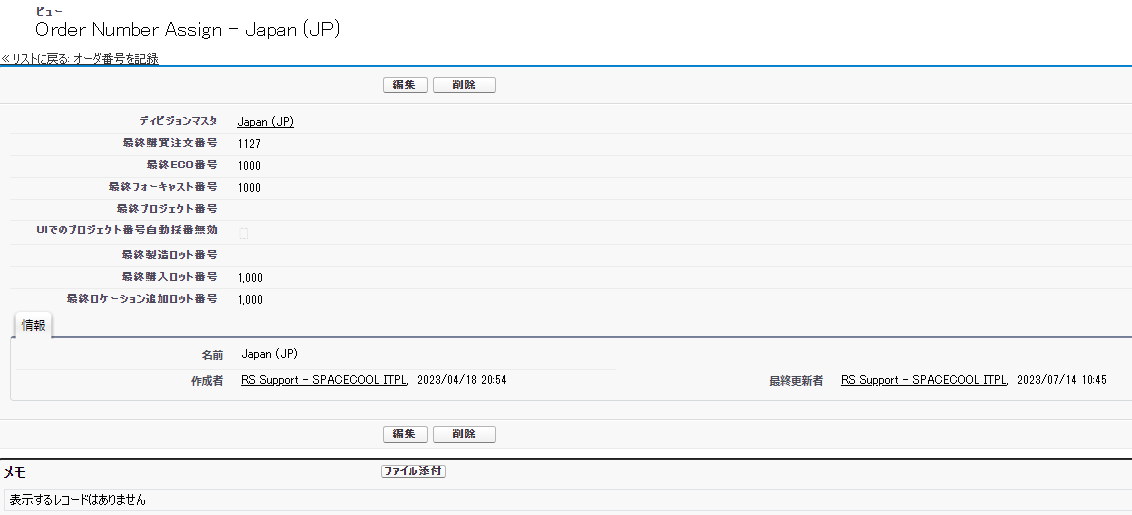 ビュー
Order Number Assign - Japan (JP)
≪リストに戻る: オーダ番号を記録
編集 削除
ディビジョンマスタ Japan (JP)
最終購買注文番号 1127
最終ECO番号 1000
最終フォーキャスト番号 1000
最終プロジェクト番号
UIでのプロジェクト番号自動採番無効
最終製造ロット番号
最終購入ロット番号 1,000
最終ロケーション追加ロット番号 1,000
情報
名前 Japan (JP)
作成者 RS Support - SPACECOOL ITPL, 2023/04/18 20:54 最終更新者 RS Support - SPACECOOL ITPL, 2023/07/14 10:45
編集 削除
メモ ファイル添付
表示するレコードはありません